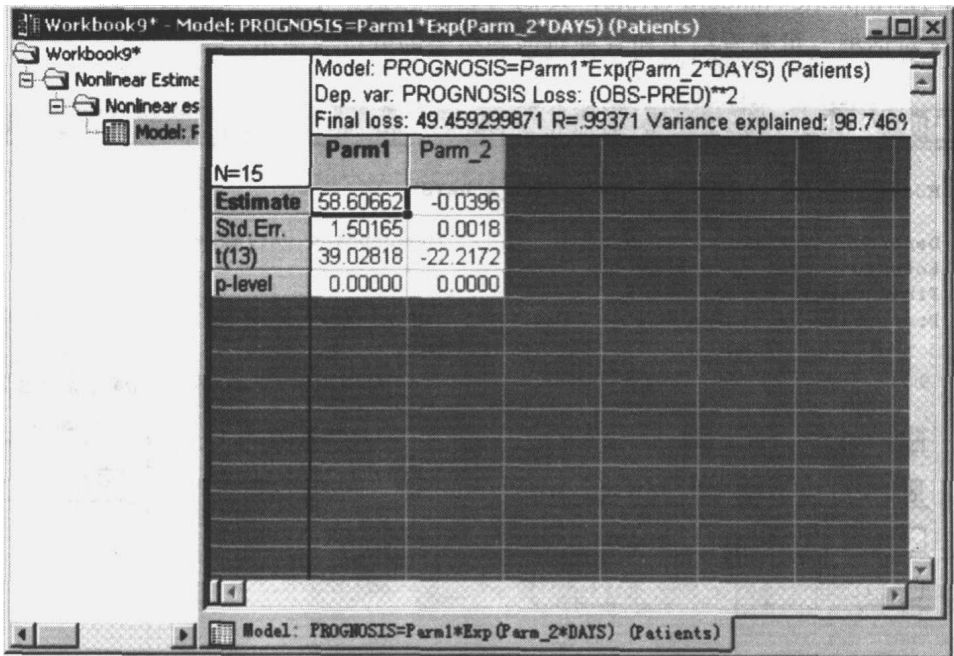 Workbook9* - Model: PROGNOSIS=Parm1*Exp(Parm_2*DAYS) (Patients)
Workbook9*
Nonlinear Estima
Nonlinear es
Model: F
Model: PROGNOSIS=Parm1*Exp(Parm_2*DAYS) (Patients)
Dep. var: PROGNOSIS Loss: (OBS-PRED)**2
Final loss: 49.459299871 R=.99371 Variance explained: 98.746%
N=15 Parm1 Parm_2
Estimate 58.60662 -0.0396
Std.Err. 1.50165 0.0018
t(13) 39.02818 -22.2172
p-level 0.00000 0.0000
Model: PROGNOSIS=Parm1*Exp(Parm_2*DAYS) (Patients)